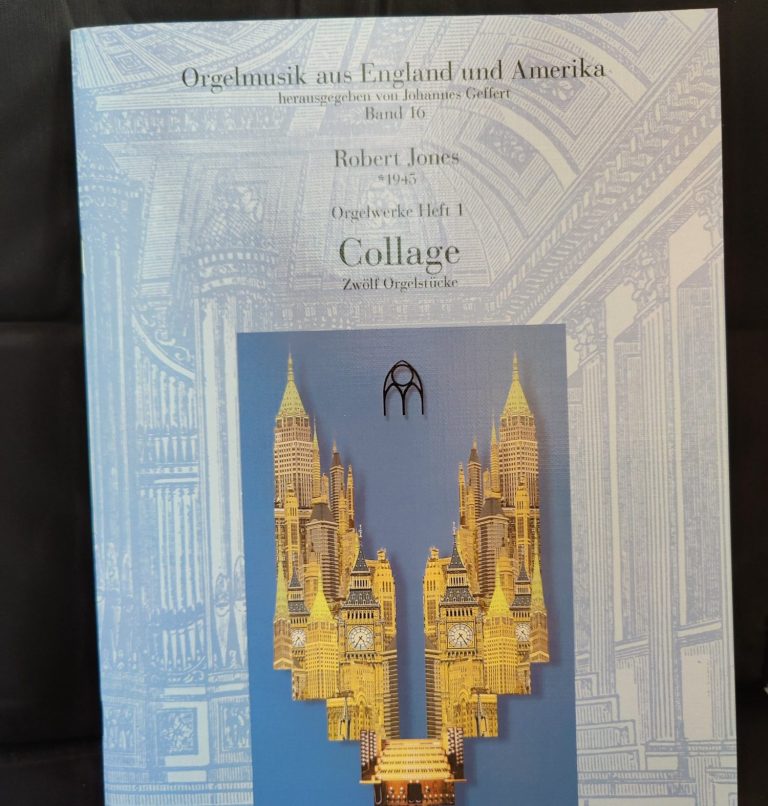 Orgelmusik aus England und Amerika
herausgegeben von Johannes Geffert
Band 16
Robert Jones
*1945
Orgelwerke Heft 1
Collage
Zwölf Orgelstücke